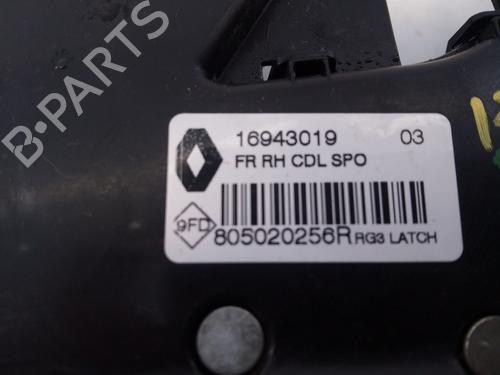 16943019 03
FR RH CDL SPO
9FD
805020256R RG3 LATCH
B-PARTS